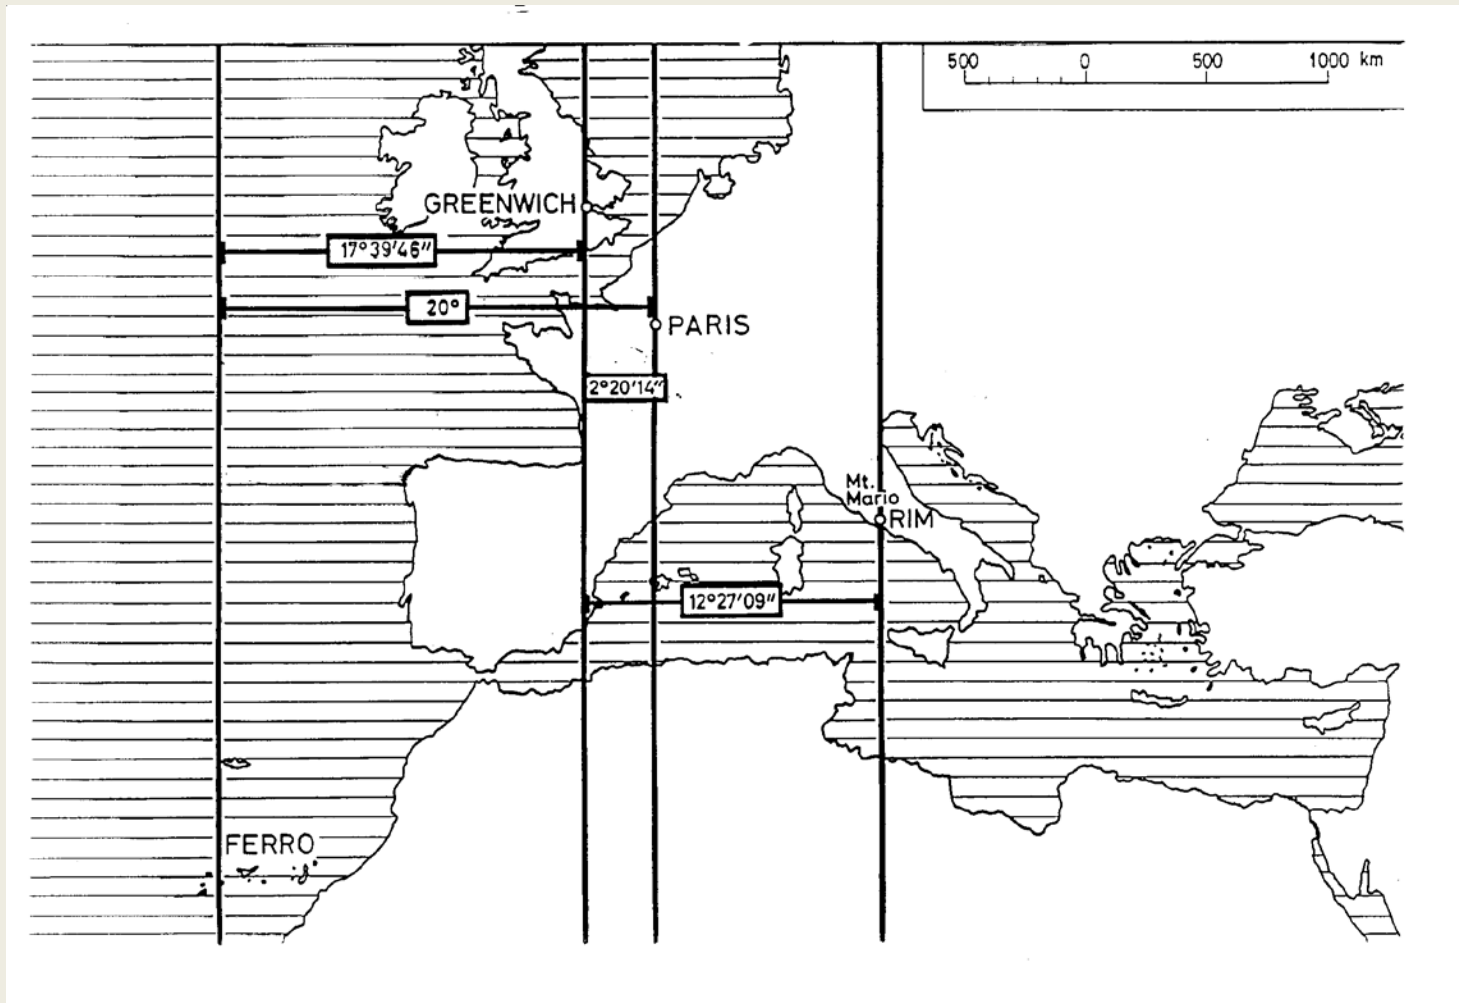 500 0 500 1000 km
GREENWICH
17°39'46"
20°
PARIS
2°20'14"
Mt.
Mario
RIM
12°27'09"
FERRO